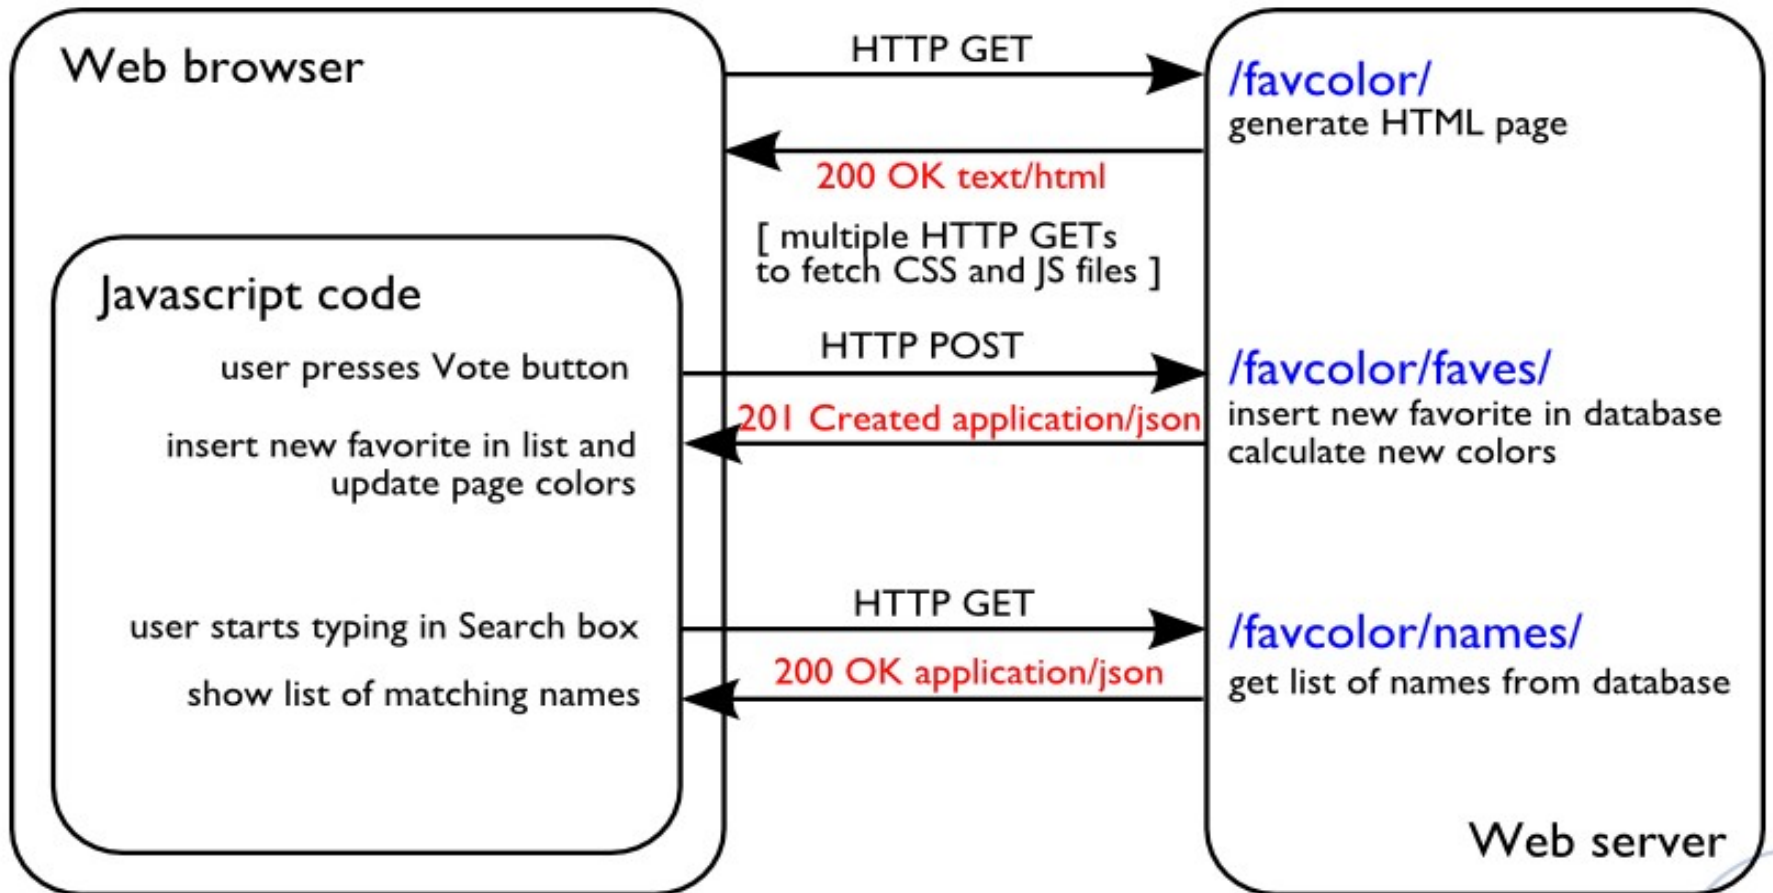 Web browser
HTTP GET
/favcolor/
generate HTML page
200 OK text/html
[ multiple HTTP GETs
to fetch CSS and JS files ]
Javascript code
user presses Vote button
HTTP POST
/favcolor/faves/
201 Created application/json
insert new favorite in database
calculate new colors
insert new favorite in list and
update page colors
user starts typing in Search box
HTTP GET
/favcolor/names/
200 OK application/json
get list of names from database
show list of matching names
Web server